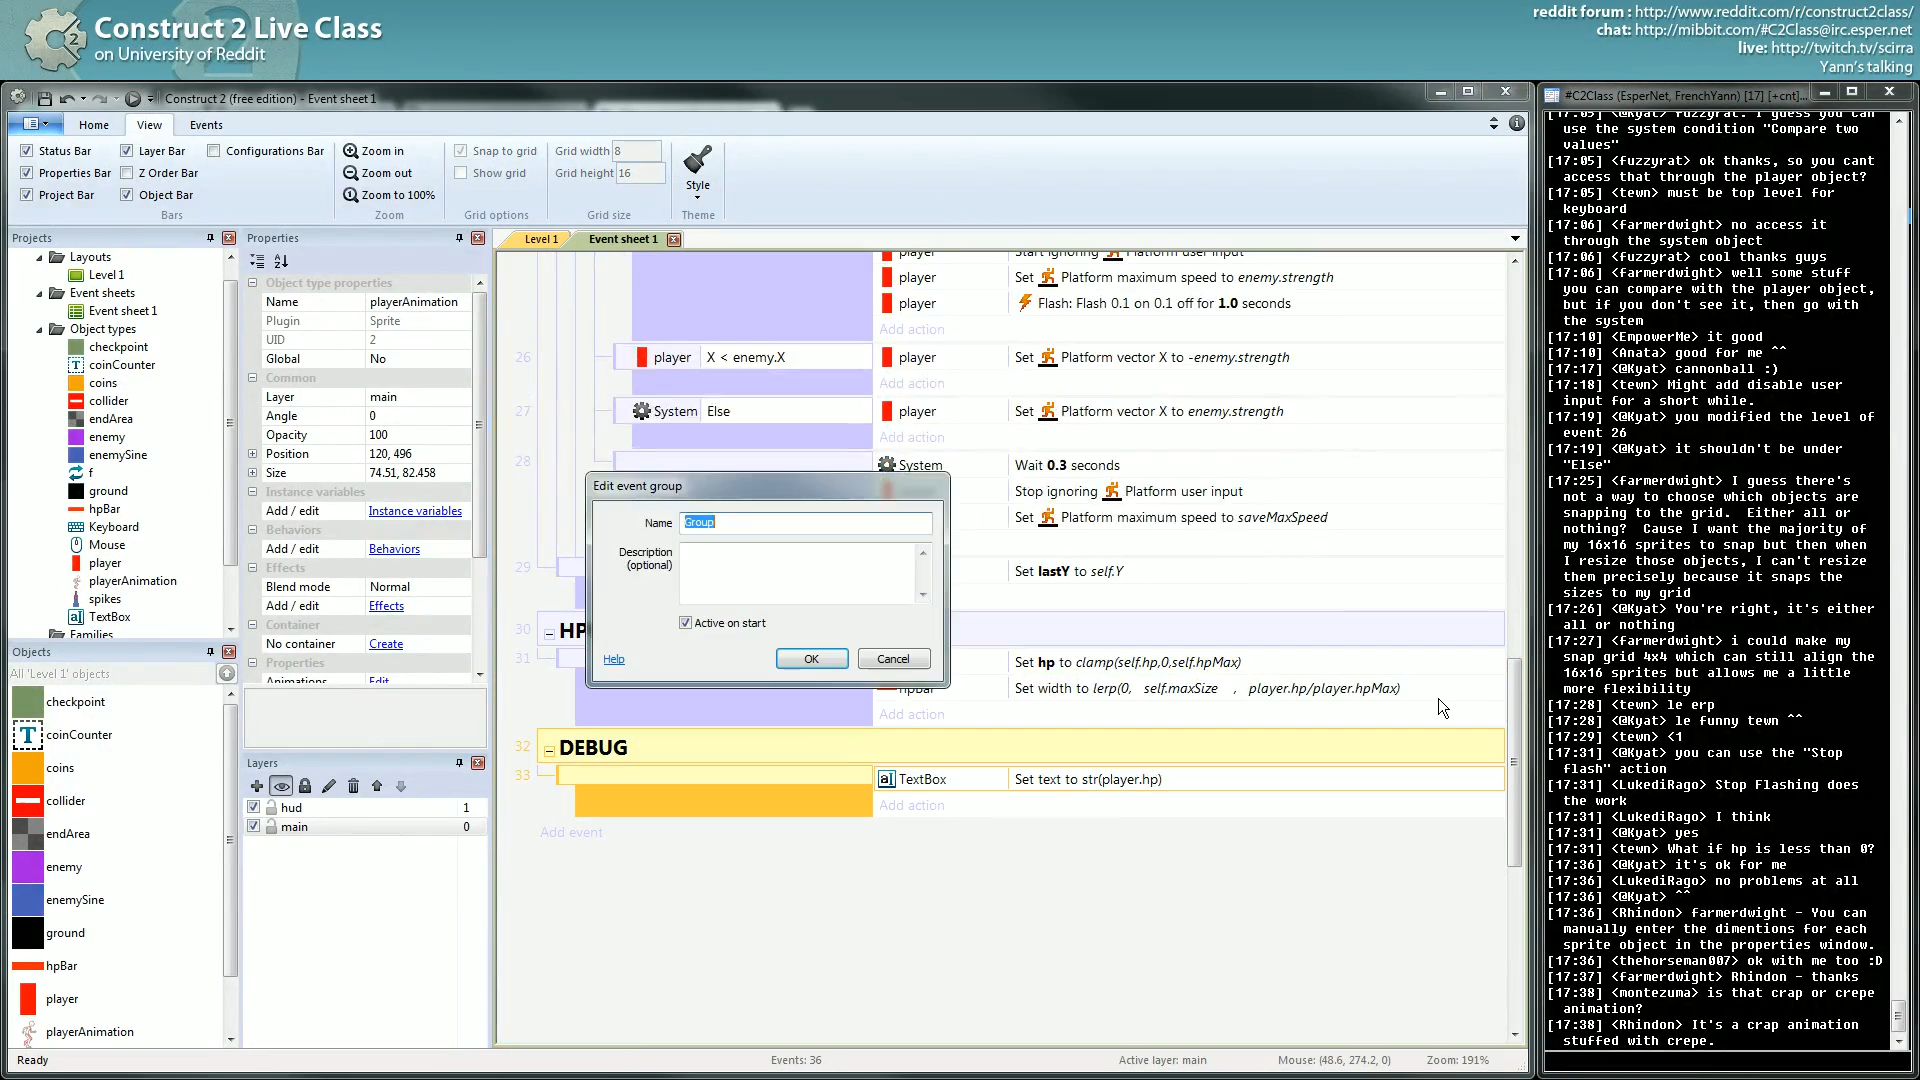 Construct 2 Live Class
on University of Reddit
reddit forum : http://www.reddit.com/r/construct2class/
chat: http://mibbit.com/#C2Class@irc.esper.net
live: http://twitch.tv/scirra
Yann's talking
Construct 2 (free edition) - Event sheet 1
Home
View
Events
Status Bar
Layer Bar
Configurations Bar
Properties Bar
Z Order Bar
Project Bar
Object Bar
Bars
Zoom in
Zoom out
Zoom to 100%
Zoom
Snap to grid
Show grid
Grid options
Grid width 8
Grid height 16
Grid size
Style
Theme
Projects
Layouts
Level 1
Event sheets
Event sheet 1
Object types
checkpoint
coinCounter
coins
collider
endArea
enemy
enemySine
f
ground
hpBar
Keyboard
Mouse
player
playerAnimation
spikes
TextBox
Families
Objects
All 'Level 1' objects
checkpoint
coinCounter
coins
collider
endArea
enemy
enemySine
ground
hpBar
player
playerAnimation
Properties
Object type properties
Name playerAnimation
Plugin Sprite
UID 2
Global No
Common
Layer main
Angle 0
Opacity 100
Position 120, 496
Size 74.51, 82.458
Instance variables
Add / edit Instance variables
Behaviors
Add / edit Behaviors
Effects
Blend mode Normal
Add / edit Effects
Container
No container Create
Properties
Animations Edit
Layers
hud 1
main 0
Level 1
Event sheet 1
player Start ignoring Platform user input
player Set Platform maximum speed to enemy.strength
player Flash: Flash 0.1 on 0.1 off for 1.0 seconds
Add action
26 player X < enemy.X player Set Platform vector X to -enemy.strength
Add action
27 System Else player Set Platform vector X to enemy.strength
Add action
28 System Wait 0.3 seconds
Stop ignoring Platform user input
Set Platform maximum speed to saveMaxSpeed
29 Set lastY to self.Y
30 HP
31 Set hp to clamp(self.hp,0,self.hpMax)
hpBar Set width to lerp(0, self.maxSize , player.hp/player.hpMax)
Add action
32 DEBUG
33 TextBox Set text to str(player.hp)
Add action
Add event
Edit event group
Name Group
Description
(optional)
Active on start
Help
OK
Cancel
#C2Class (EsperNet, FrenchYann) [17] [+cnt]...
[17:05] <@Kyat> fuzzyrat: I guess you can
use the system condition "Compare two
values"
[17:05] <fuzzyrat> ok thanks, so you cant
access that through the player object?
[17:05] <tewn> must be top level for
keyboard
[17:06] <farmerdwight> no access it
through the system object
[17:06] <fuzzyrat> cool thanks guys
[17:06] <farmerdwight> well some stuff
you can compare with the player object,
but if you don't see it, then go with
the system
[17:10] <EmpowerMe> it good
[17:10] <Anata> good for me ^^
[17:17] <@Kyat> cannonball :)
[17:18] <tewn> Might add disable user
input for a short while.
[17:19] <@Kyat> you modified the level of
event 26
[17:19] <@Kyat> it shouldn't be under
"Else"
[17:25] <farmerdwight> I guess there's
not a way to choose which objects are
snapping to the grid.  Either all or
nothing?  Cause I want the majority of
my 16x16 sprites to snap but then when
I resize those objects, I can't resize
them precisely because it snaps the
sizes to my grid
[17:26] <@Kyat> You're right, it's either
all or nothing
[17:27] <farmerdwight> i could make my
snap grid 4x4 which can still align the
16x16 sprites but allows me a little
more flexibility
[17:28] <tewn> le erp
[17:28] <@Kyat> le funny tewn ^^
[17:29] <tewn> <1
[17:31] <@Kyat> you can use the "Stop
flash" action
[17:31] <LukediRago> Stop Flashing does
the work
[17:31] <LukediRago> I think
[17:31] <@Kyat> yes
[17:31] <tewn> What if hp is less than 0?
[17:36] <@Kyat> it's ok for me
[17:36] <LukediRago> no problems at all
[17:36] <@Kyat> ^^
[17:36] <Rhindon> farmerdwight - You can
manually enter the dimentions for each
sprite object in the properties window.
[17:36] <thehorseman007> ok with me too :D
[17:37] <farmerdwight> Rhindon - thanks
[17:38] <montezuma> is that crap or crepe
animation?
[17:38] <Rhindon> It's a crap animation
stuffed with crepe.
Ready
Events: 36
Active layer: main
Mouse: (48.6, 274.2, 0)
Zoom: 191%